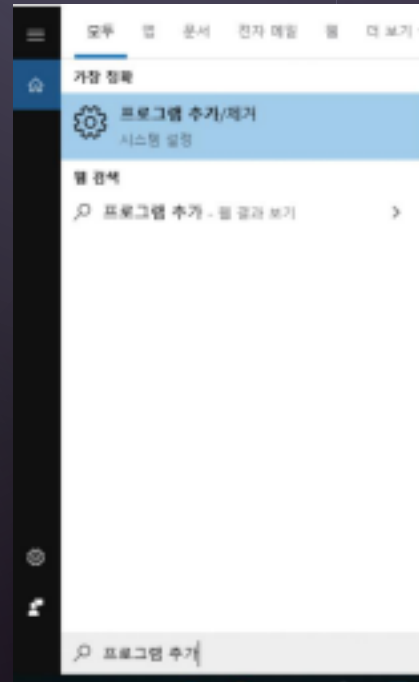 모두 앱 문서 전자 메일 웹 더 보기
가장 정확
프로그램 추가/제거
시스템 설정
웹 검색
프로그램 추가 - 웹 결과 보기
프로그램 추가